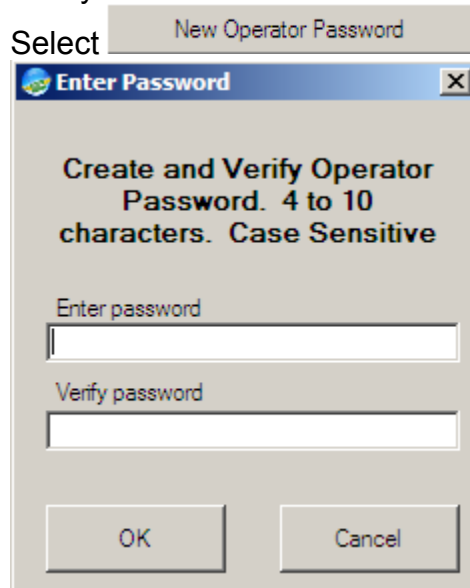 Select New Operator Password
Enter Password
Create and Verify Operator
Password. 4 to 10
characters. Case Sensitive
Enter password
Verify password
OK Cancel